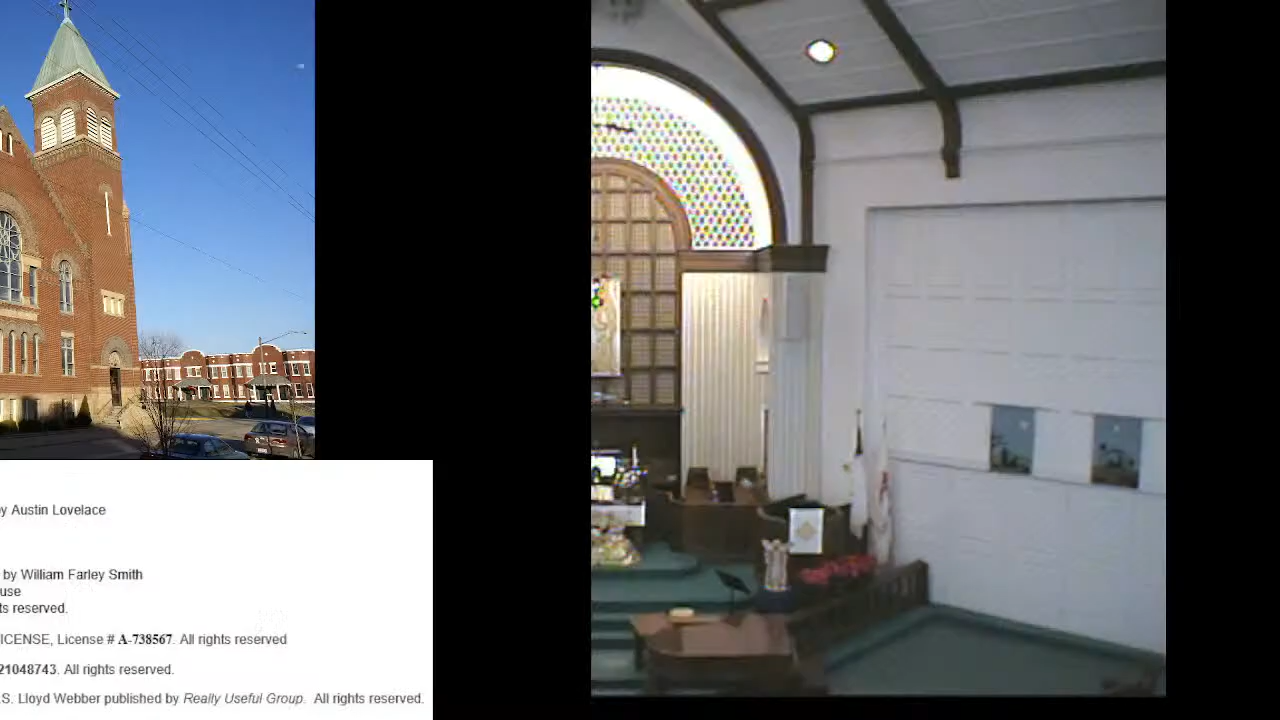 y Austin Lovelace
by William Farley Smith
use
ts reserved.
ICENSE, License # A-738567. All rights reserved
21048743. All rights reserved.
S. Lloyd Webber published by Really Useful Group. All rights reserved.